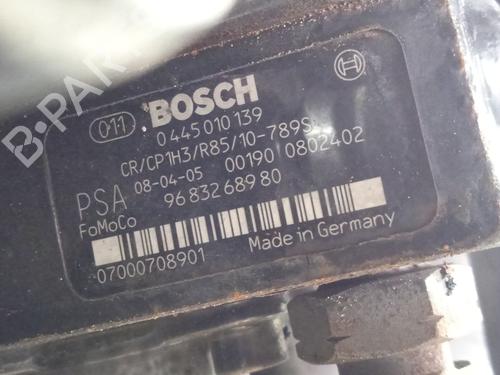 011 BOSCH
0 445 010 139
CR/CP1H3/R85/10-789S
08-04-05 00190 0802402
PSA 96 832 689 80
FoMoCo
07000708901 Made in Germany
B-PARTS